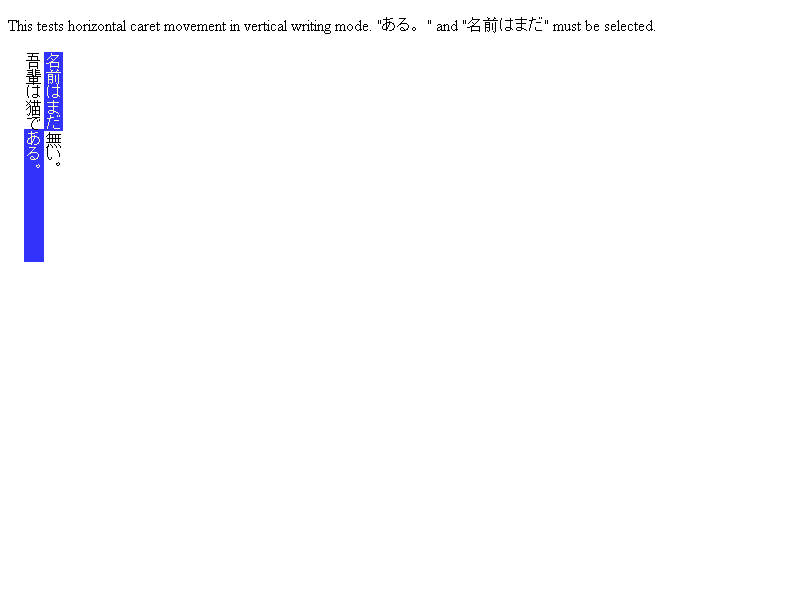 This tests horizontal caret movement in vertical writing mode. "ある。" and "名前はまだ" must be selected.
吾輩は猫である。
名前はまだ無い。